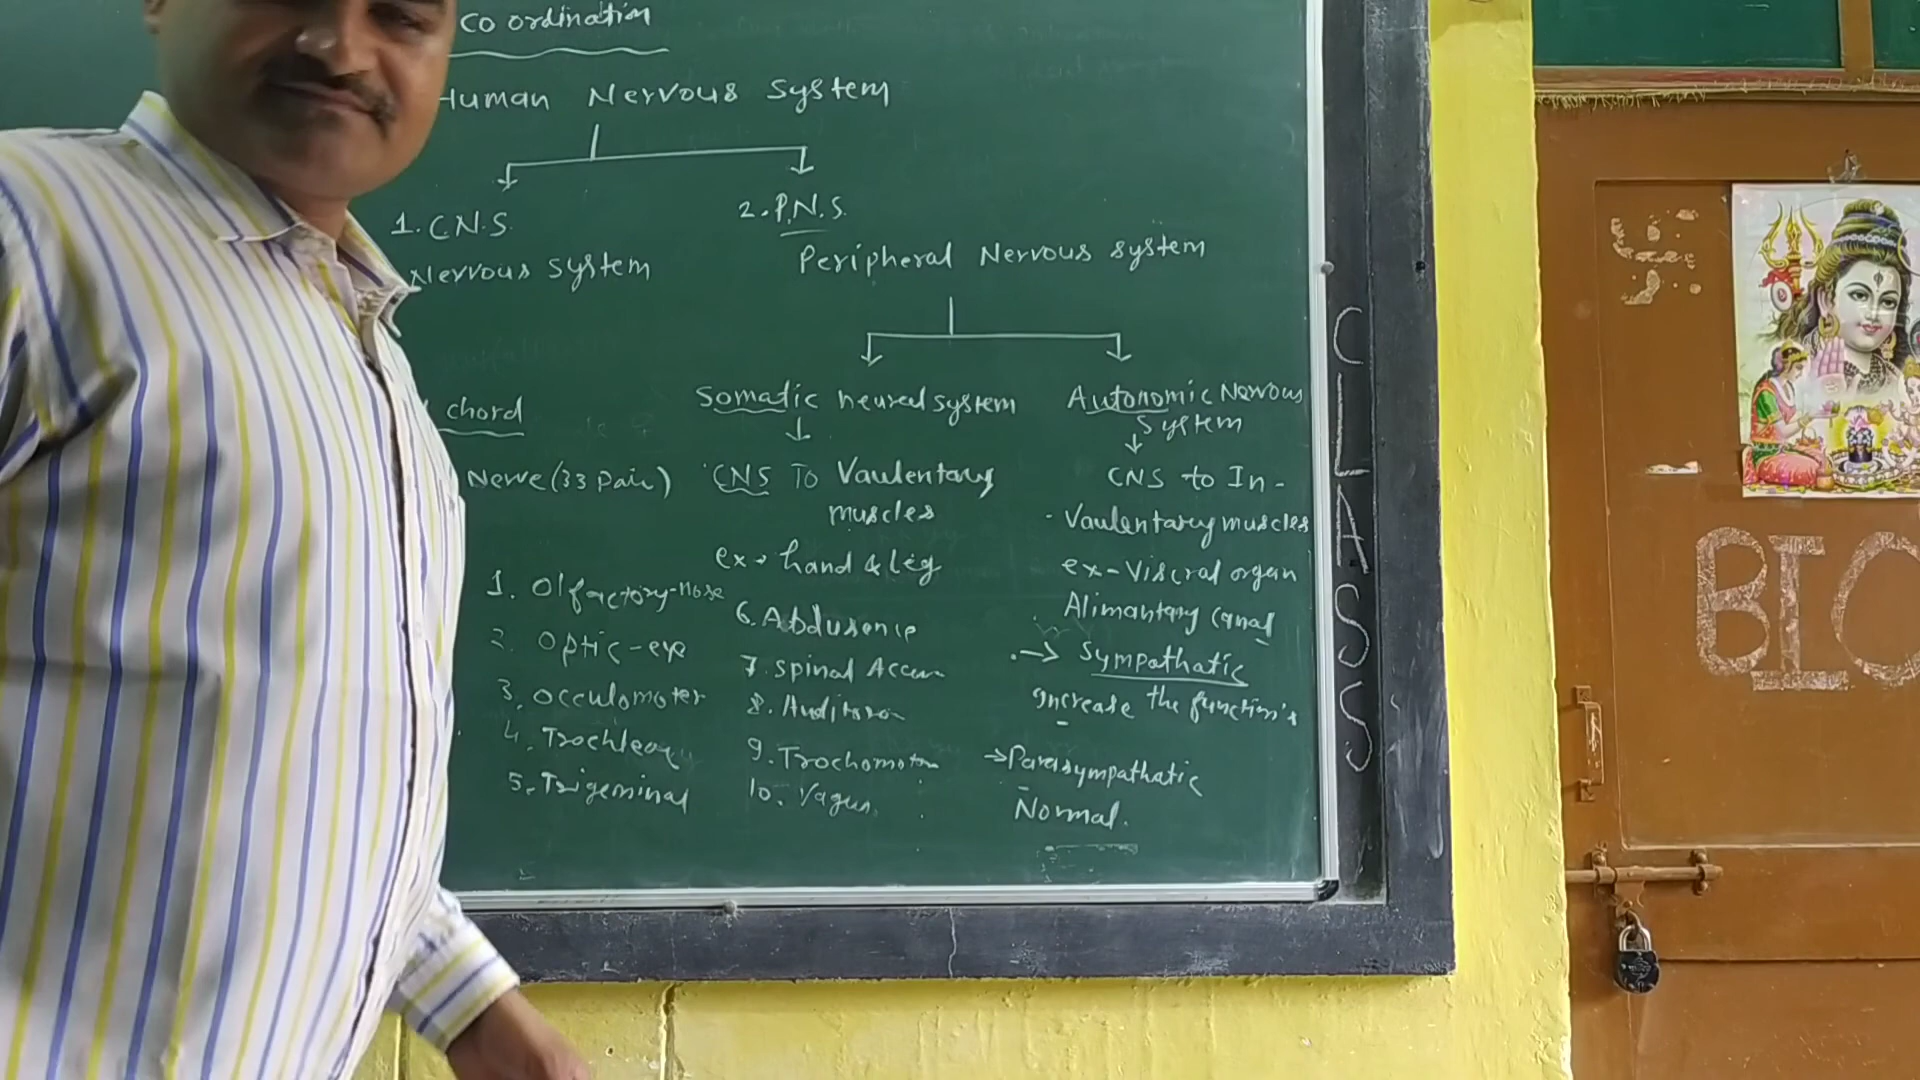 Co ordination
Human Nervous System
1. C.N.S.
2. P.N.S.
Nervous system
Peripheral Nervous system
chord
Somatic neural system
Autonomic Nervous
System
Nerve (33 Pair)
CNS To Vaulentary
muscles
ex → hand & leg
CNS to In-
- Vaulentary muscles
ex - Viscral organ
Alimantary canal
→ Sympathatic
Increase the function's
→ Parasympathatic
Normal.
1. Olfactory - Nose
2. Optic - eye
3. Occulomoter
4. Trochlear
5. Trigeminal
6. Abdusence
7. Spinal
8.
9. Trochomotor
10. Vagus
CLASS
BIO